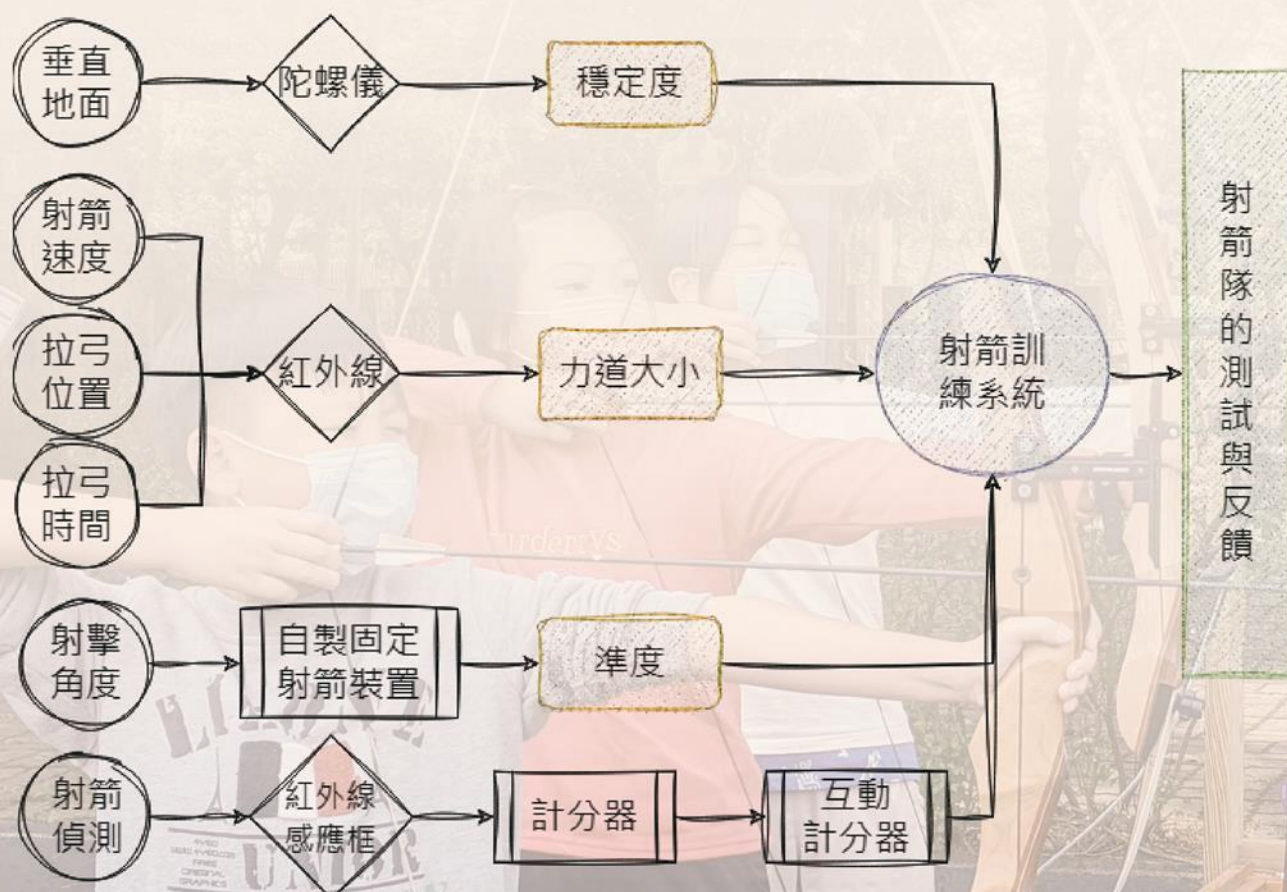 垂直
地面
陀螺儀
穩定度
射箭
速度
拉弓
位置
拉弓
時間
紅外線
力道大小
射箭訓
練系統
射擊
角度
自製固定
射箭裝置
準度
射箭
偵測
紅外線
感應框
計分器
互動
計分器
射箭隊的測試與反饋